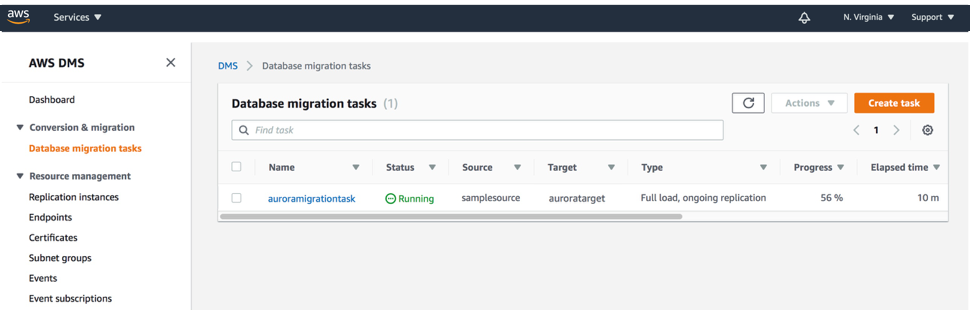 aws Services N. Virginia Support
AWS DMS
Dashboard
Conversion & migration
Database migration tasks
Resource management
Replication instances
Endpoints
Certificates
Subnet groups
Events
Event subscriptions
DMS Database migration tasks
Database migration tasks (1) Actions Create task
Find task 1
Name Status Source Target Type Progress Elapsed time
auroramigrationtask Running samplesource auroratarget Full load, ongoing replication 56 % 10 m